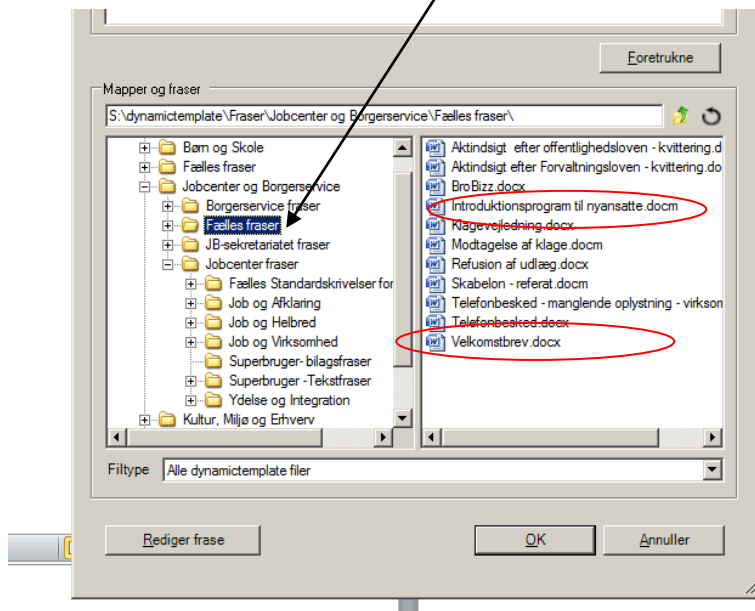 Foretrukne
Mapper og fraser
S:\dynamictemplate\Fraser\Jobcenter og Borgerservice\Fælles fraser\
Børn og Skole
Fælles fraser
Jobcenter og Borgerservice
Borgerservice fraser
Fælles fraser
JB-sekretariatet fraser
Jobcenter fraser
Fælles Standardskrivelser for
Job og Afklaring
Job og Helbred
Job og Virksomhed
Superbruger- bilagsfraser
Superbruger -Tekstfraser
Ydelse og Integration
Kultur, Miljø og Erhverv
Aktindsigt efter offentlighedsloven - kvittering.d
Aktindsigt efter Forvaltningsloven - kvittering.do
BroBizz.docx
Introduktionsprogram til nyansatte.docm
Klagevejledning.docx
Modtagelse af klage.docm
Refusion af udlæg.docx
Skabelon - referat.docm
Telefonbesked - manglende oplystning - virksom
Telefonbesked.docx
Velkomstbrev.docx
Filtype Alle dynamictemplate filer
Rediger frase OK Annuller